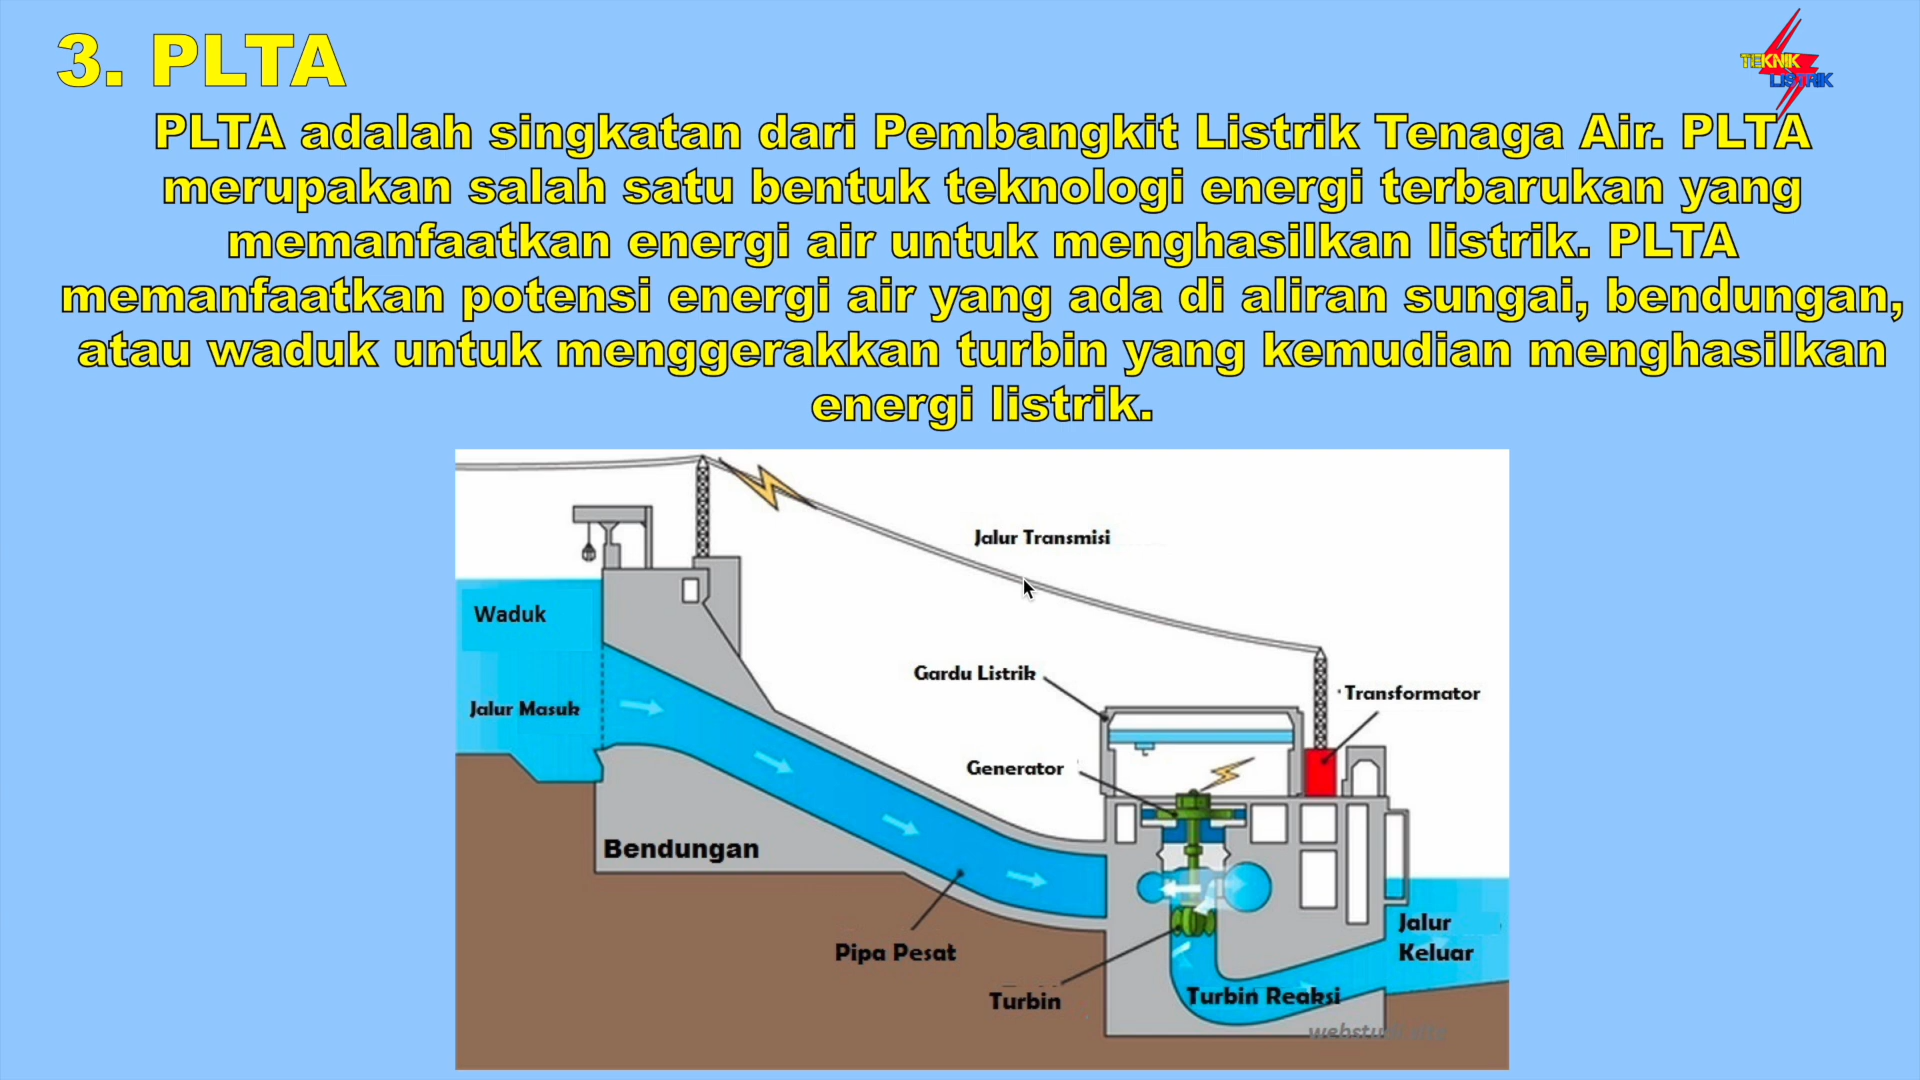 3. PLTA
TEKNIK
LISTRIK
PLTA adalah singkatan dari Pembangkit Listrik Tenaga Air. PLTA
merupakan salah satu bentuk teknologi energi terbarukan yang
memanfaatkan energi air untuk menghasilkan listrik. PLTA
memanfaatkan potensi energi air yang ada di aliran sungai, bendungan,
atau waduk untuk menggerakkan turbin yang kemudian menghasilkan
energi listrik.
Jalur Transmisi
Waduk
Gardu Listrik
Transformator
Jalur Masuk
Generator
Bendungan
Jalur
Keluar
Pipa Pesat
Turbin
Turbin Reaksi